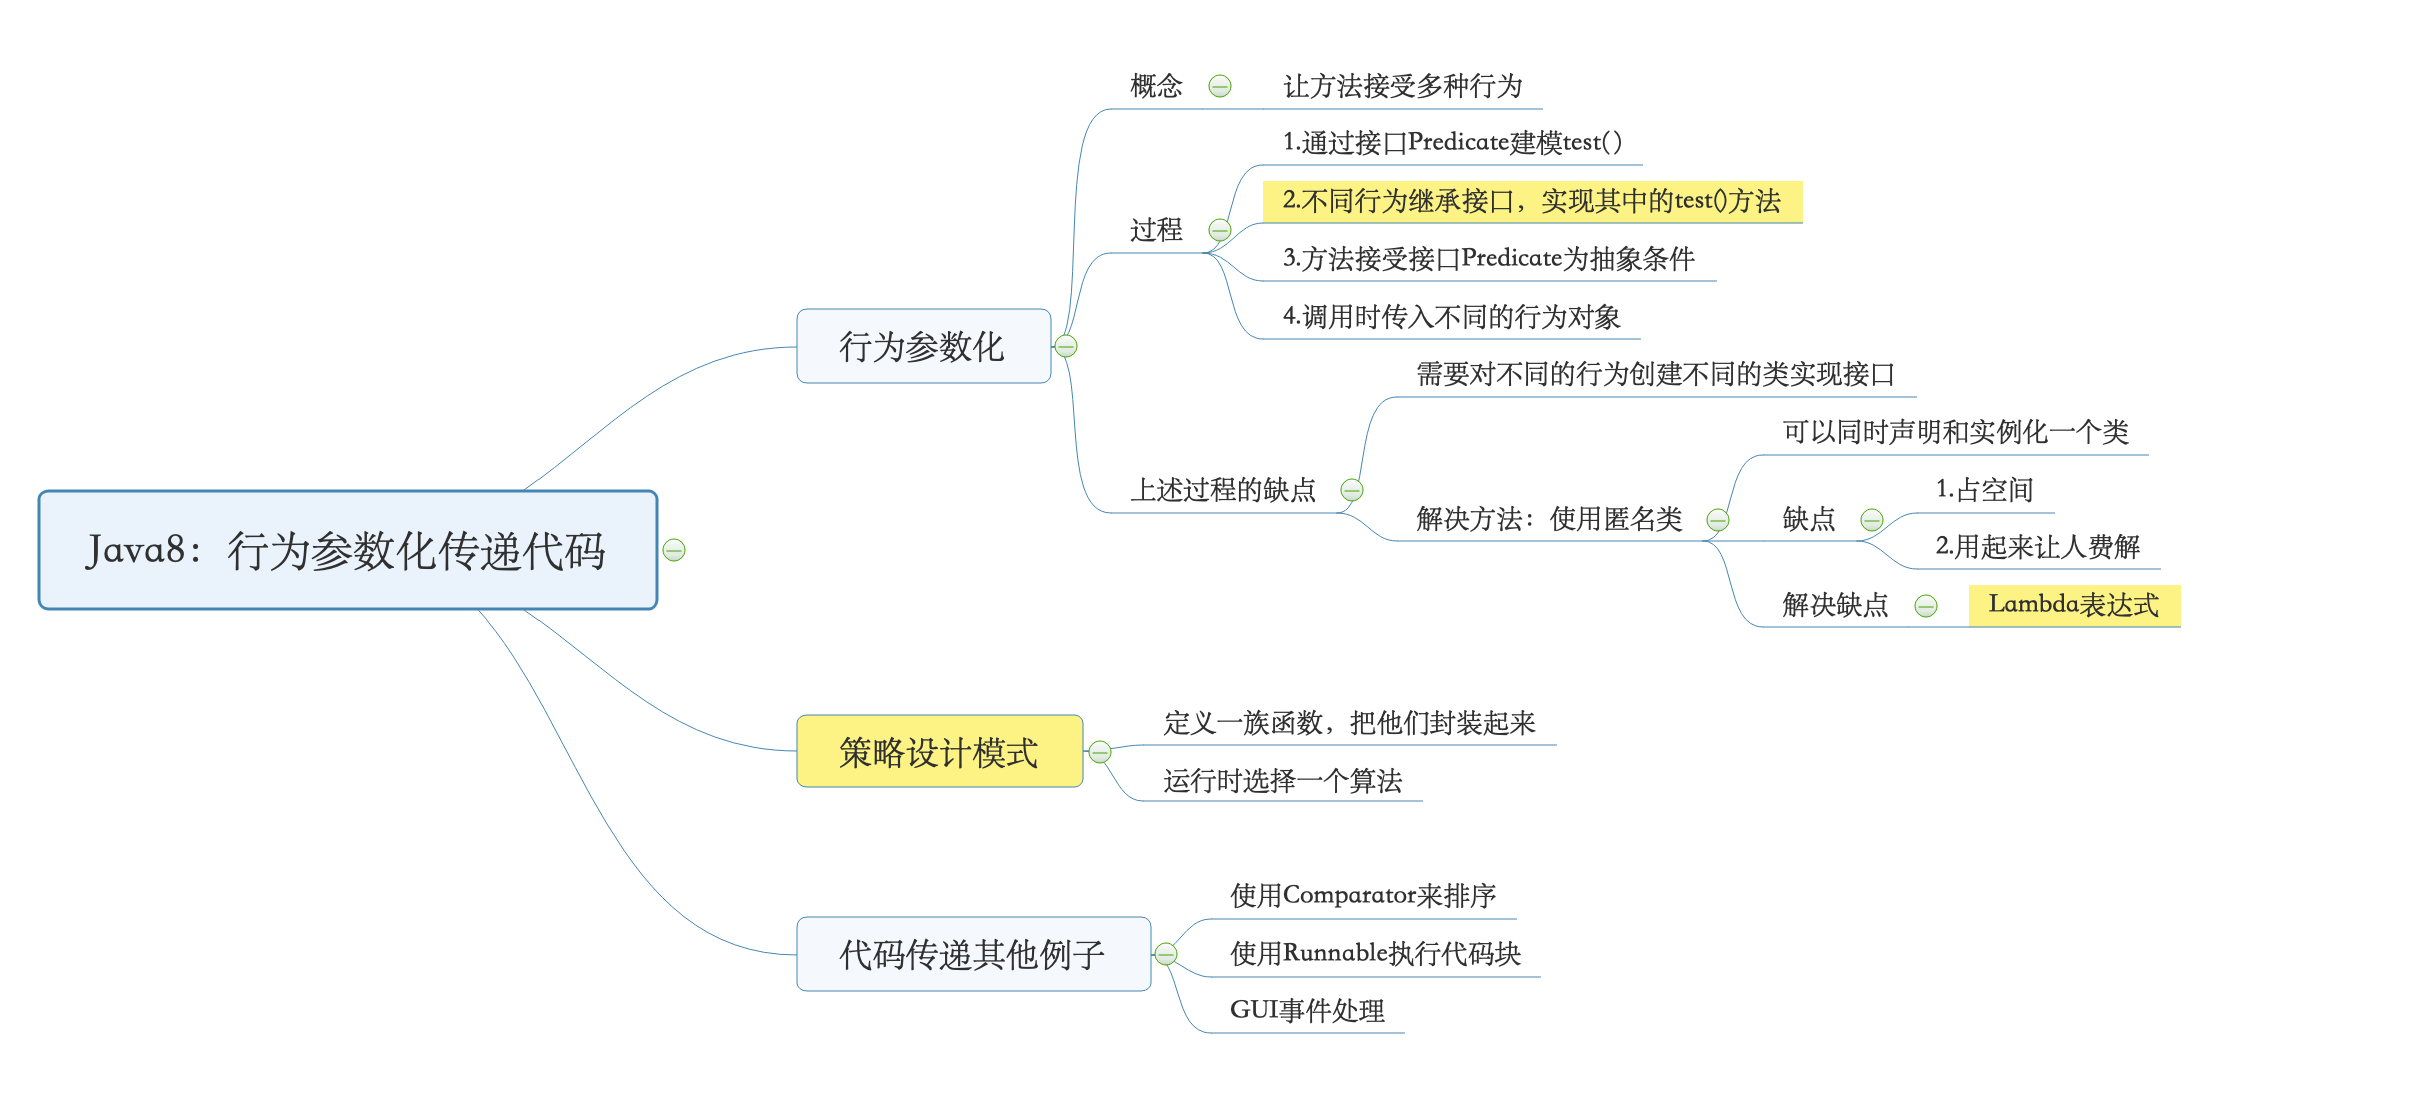 Java8：行为参数化传递代码
行为参数化
概念
让方法接受多种行为
过程
1.通过接口Predicate建模test()
2.不同行为继承接口，实现其中的test()方法
3.方法接受接口Predicate为抽象条件
4.调用时传入不同的行为对象
上述过程的缺点
需要对不同的行为创建不同的类实现接口
解决方法：使用匿名类
可以同时声明和实例化一个类
缺点
1.占空间
2.用起来让人费解
解决缺点
Lambda表达式
策略设计模式
定义一族函数，把他们封装起来
运行时选择一个算法
代码传递其他例子
使用Comparator来排序
使用Runnable执行代码块
GUI事件处理